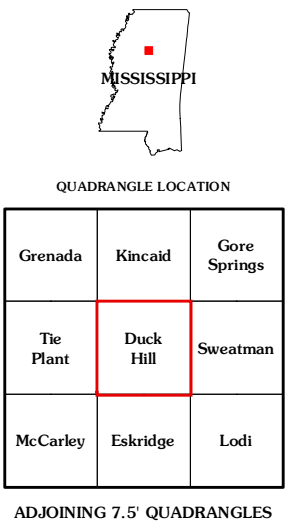 MISSISSIPPI
QUADRANGLE LOCATION
Grenada
Kincaid
Gore
Springs
Tie
Plant
Duck
Hill
Sweatman
McCarley
Eskridge
Lodi
ADJOINING 7.5' QUADRANGLES